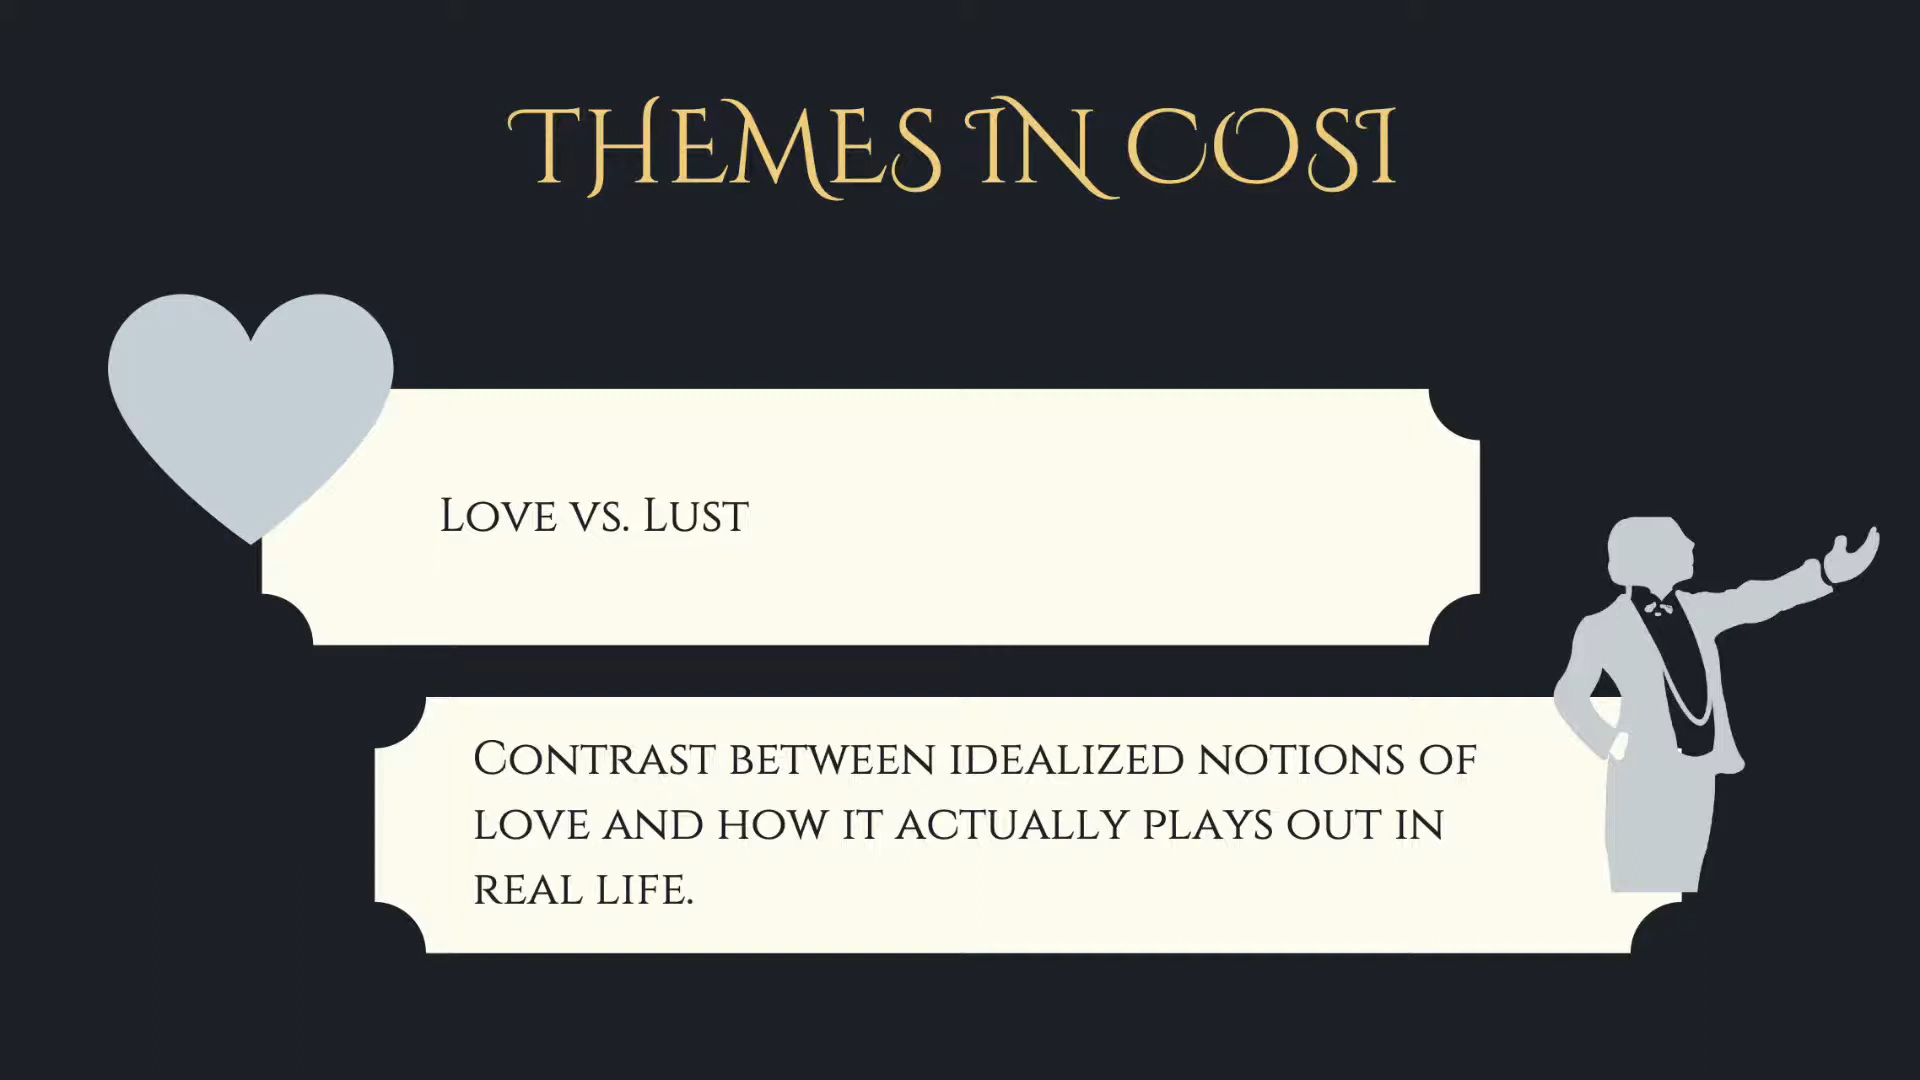 THEMES IN COSI
Love vs. Lust
Contrast between idealized notions of
love and how it actually plays out in
real life.